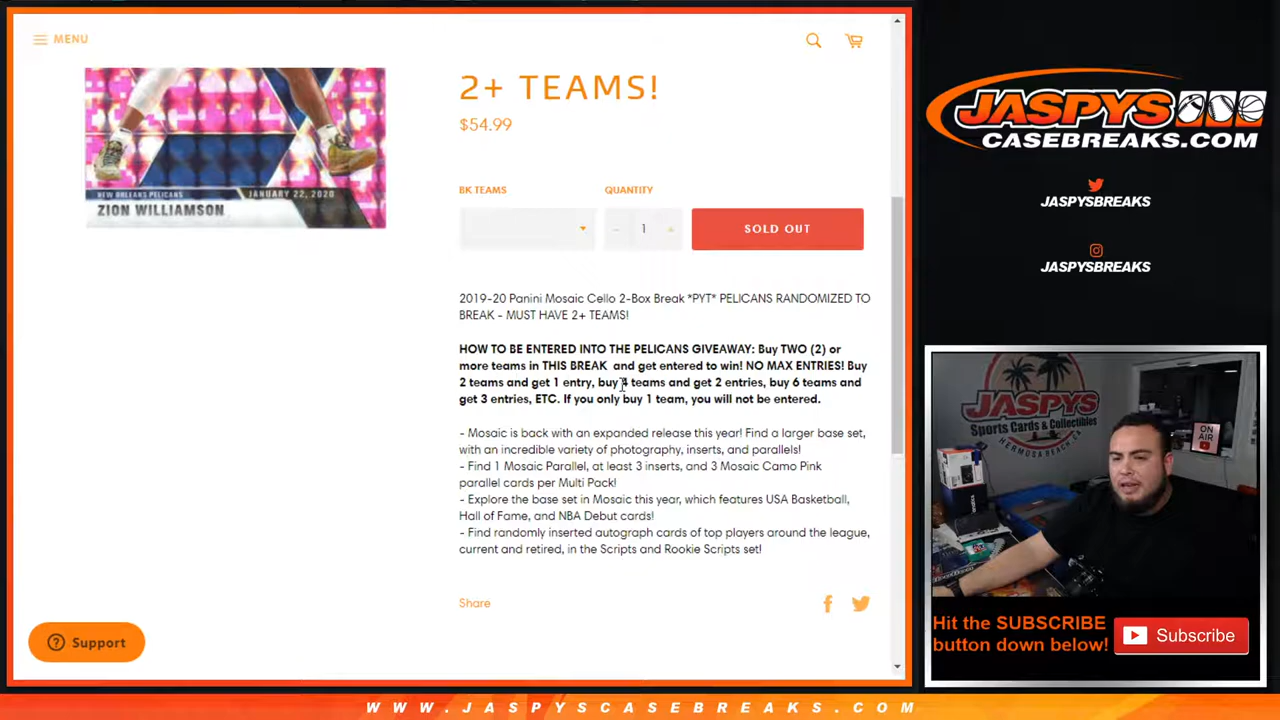 MENU
2+ TEAMS!
$54.99
BK TEAMS
QUANTITY
1
SOLD OUT
NEW ORLEANS PELICANS
JANUARY 22, 2020
ZION WILLIAMSON
2019-20 Panini Mosaic Cello 2-Box Break *PYT* PELICANS RANDOMIZED TO
BREAK - MUST HAVE 2+ TEAMS!
HOW TO BE ENTERED INTO THE PELICANS GIVEAWAY: Buy TWO (2) or
more teams in THIS BREAK and get entered to win! NO MAX ENTRIES! Buy
2 teams and get 1 entry, buy 4 teams and get 2 entries, buy 6 teams and
get 3 entries, ETC. If you only buy 1 team, you will not be entered.
- Mosaic is back with an expanded release this year! Find a larger base set,
with an incredible variety of photography, inserts, and parallels!
- Find 1 Mosaic Parallel, at least 3 inserts, and 3 Mosaic Camo Pink
parallel cards per Multi Pack!
- Explore the base set in Mosaic this year, which features USA Basketball,
Hall of Fame, and NBA Debut cards!
- Find randomly inserted autograph cards of top players around the league,
current and retired, in the Scripts and Rookie Scripts set!
Share
Support
JASPYS
CASEBREAKS.COM
JASPYSBREAKS
JASPYSBREAKS
JASPYS
Sports Cards & Collectibles
HERMOSA BEACH, CA
ON AIR
Hit the SUBSCRIBE
button down below!
Subscribe
WWW.JASPYSCASEBREAKS.COM